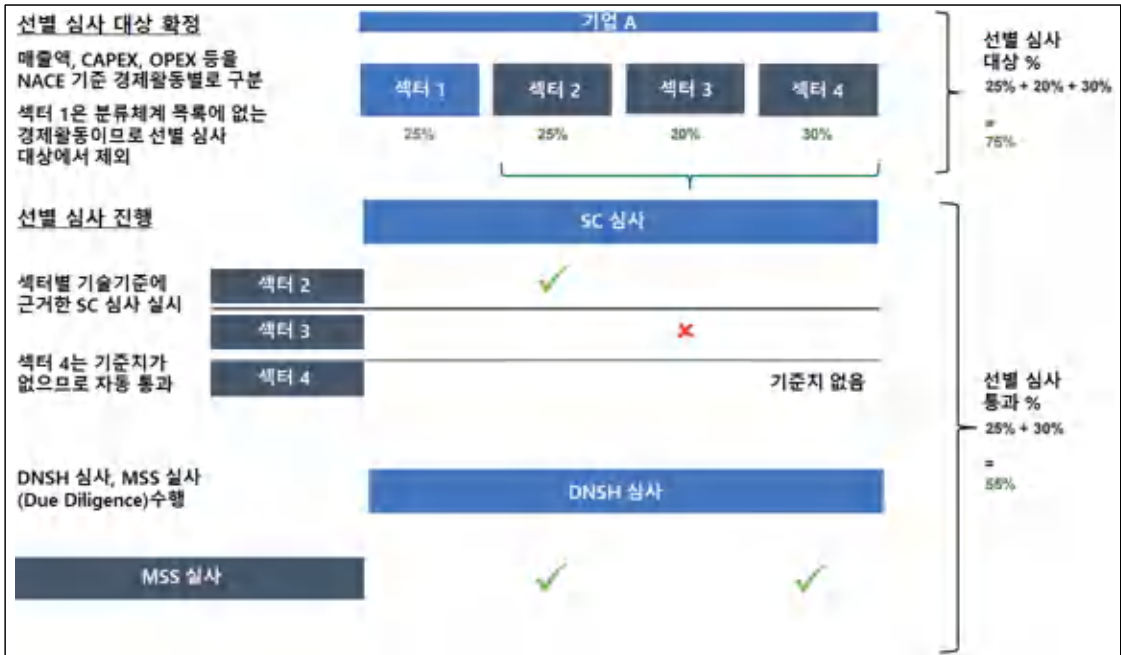 선별 심사 대상 확정
기업 A
매출액, CAPEX, OPEX 등을
NACE 기준 경제활동별로 구분
섹터 1은 분류체계 목록에 없는
경제활동이므로 선별 심사
대상에서 제외
섹터 1
섹터 2
섹터 3
섹터 4
25%
25%
20%
30%
선별 심사
대상 %
25% + 20% + 30%
=
75%
선별 심사 진행
SC 심사
섹터별 기술기준에
근거한 SC 심사 실시
섹터 2
섹터 3
섹터 4는 기준치가
없으므로 자동 통과
섹터 4
기준치 없음
선별 심사
통과 %
25% + 30%
=
55%
DNSH 심사, MSS 실사
(Due Diligence)수행
DNSH 심사
MSS 실사